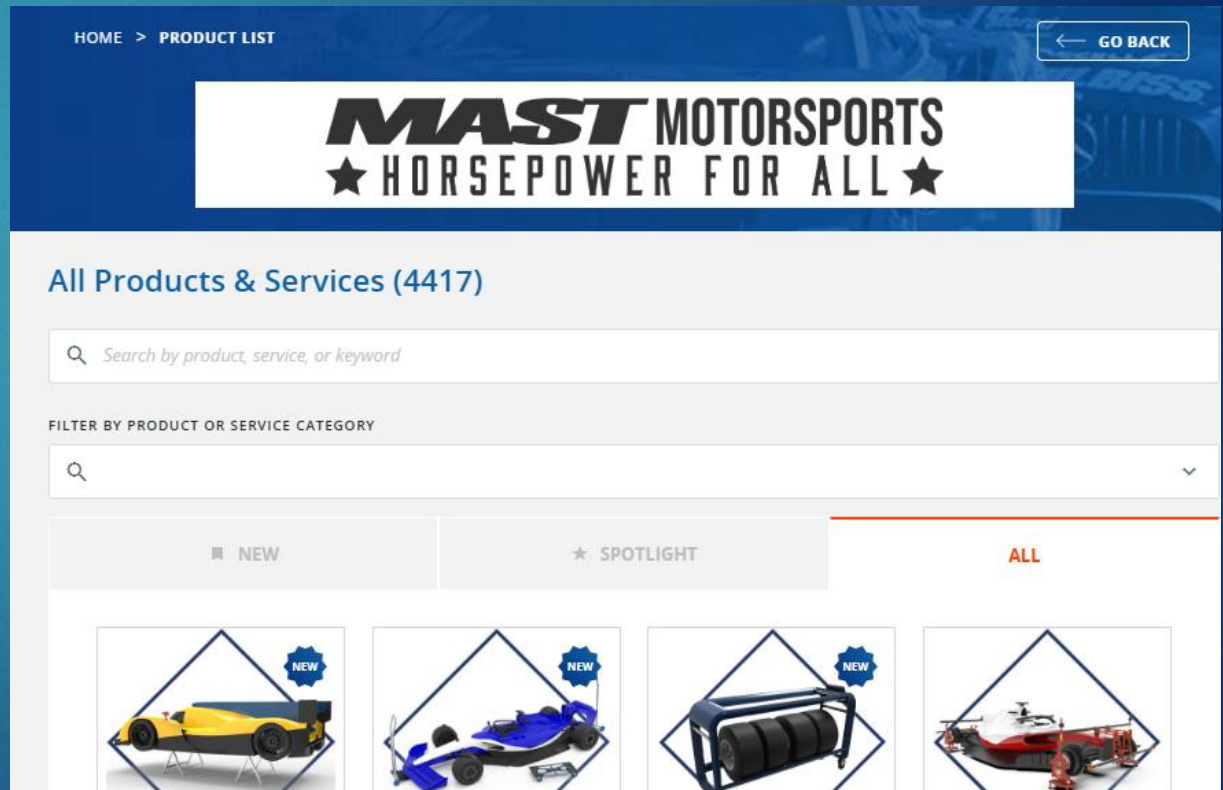 HOME > PRODUCT LIST
GO BACK
MAST MOTORSPORTS
★ HORSEPOWER FOR ALL ★
All Products & Services (4417)
Search by product, service, or keyword
FILTER BY PRODUCT OR SERVICE CATEGORY
NEW
SPOTLIGHT
ALL
NEW
NEW
NEW